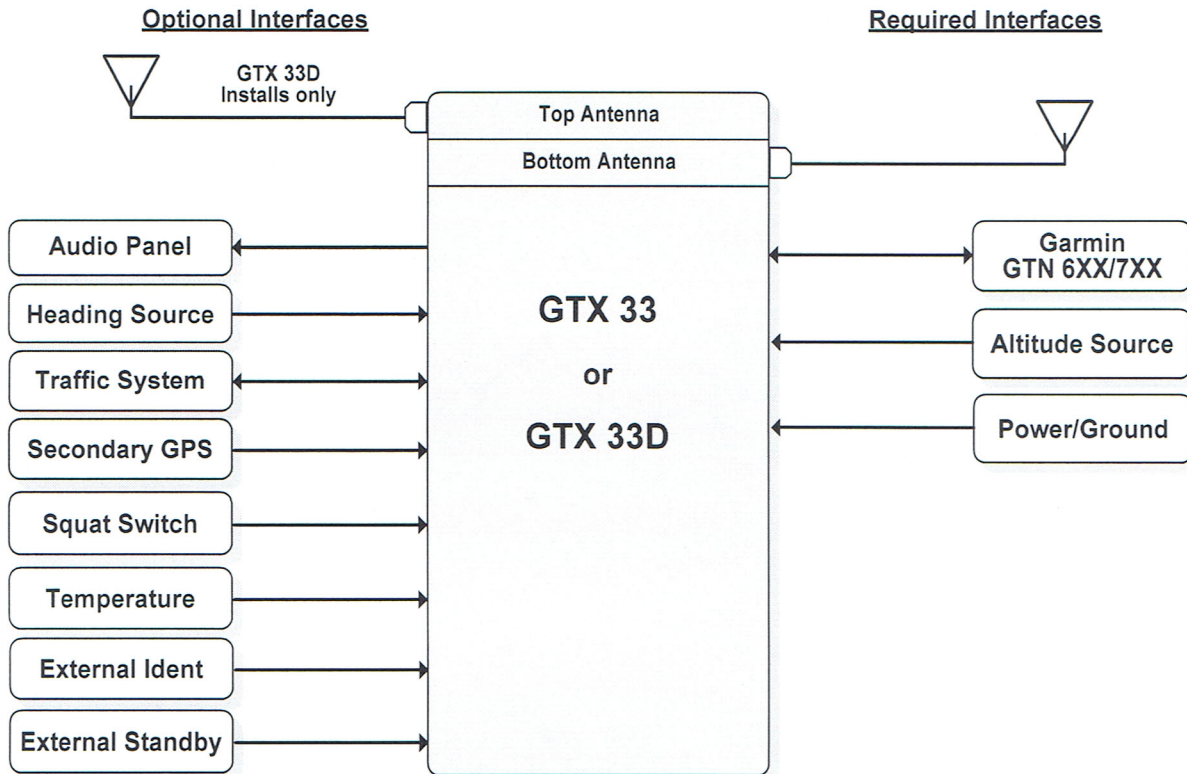 Optional Interfaces
Required Interfaces
GTX 33D
Installs only
Top Antenna
Bottom Antenna
Audio Panel
Heading Source
Traffic System
Secondary GPS
Squat Switch
Temperature
External Ident
External Standby
GTX 33
or
GTX 33D
Garmin
GTN 6XX/7XX
Altitude Source
Power/Ground